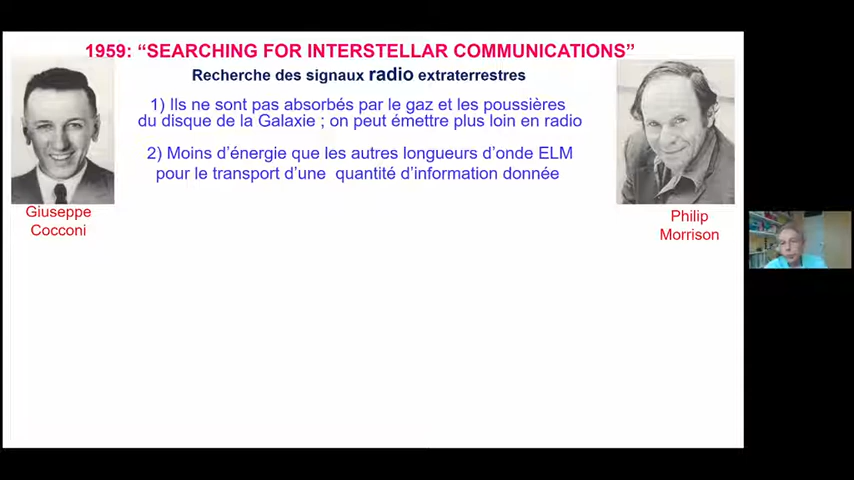 1959: “SEARCHING FOR INTERSTELLAR COMMUNICATIONS”
Recherche des signaux radio extraterrestres
1) Ils ne sont pas absorbés par le gaz et les poussières
du disque de la Galaxie ; on peut émettre plus loin en radio
2) Moins d’énergie que les autres longueurs d’onde ELM
pour le transport d’une quantité d’information donnée
Giuseppe
Cocconi
Philip
Morrison